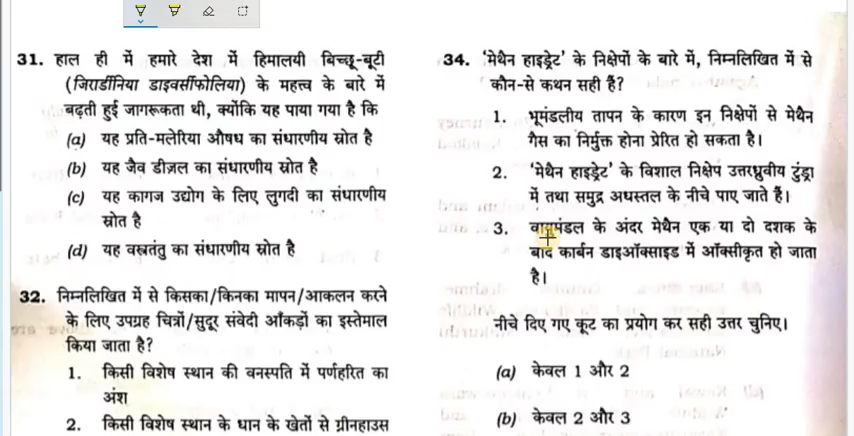 31. हाल ही में हमारे देश में हिमालयी बिच्छू-बूटी
(जिरार्डीनिया डाइवर्सीफोलिया) के महत्त्व के बारे में
बढ़ती हुई जागरूकता थी, क्योंकि यह पाया गया है कि
(a) यह प्रति-मलेरिया औषध का संधारणीय स्रोत है
(b) यह जैव डीज़ल का संधारणीय स्रोत है
(c) यह कागज उद्योग के लिए लुगदी का संधारणीय
स्रोत है
(d) यह वस्त्रतंतु का संधारणीय स्रोत है
32. निम्नलिखित में से किसका/किनका मापन/आकलन करने
के लिए उपग्रह चित्रों/सुदूर संवेदी आँकड़ों का इस्तेमाल
किया जाता है?
1. किसी विशेष स्थान की वनस्पति में पर्णहरित का
अंश
2. किसी विशेष स्थान के धान के खेतों से ग्रीनहाउस
34. ‘मेथैन हाइड्रेट’ के निक्षेपों के बारे में, निम्नलिखित में से
कौन-से कथन सही हैं?
1. भूमंडलीय तापन के कारण इन निक्षेपों से मेथैन
गैस का निर्मुक्त होना प्रेरित हो सकता है।
2. ‘मेथैन हाइड्रेट’ के विशाल निक्षेप उत्तरध्रुवीय टुंड्रा
में तथा समुद्र अधस्तल के नीचे पाए जाते हैं।
3. वायुमंडल के अंदर मेथैन एक या दो दशक के
बाद कार्बन डाइऑक्साइड में ऑक्सीकृत हो जाता
है।
नीचे दिए गए कूट का प्रयोग कर सही उत्तर चुनिए।
(a) केवल 1 और 2
(b) केवल 2 और 3